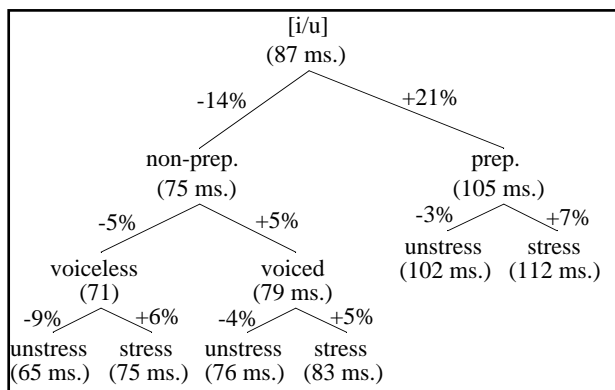 [i/u]
(87 ms.)
-14% +21%
non-prep. prep.
(75 ms.) (105 ms.)
-5% +5% -3% +7%
unstress stress
(102 ms.) (112 ms.)
voiceless voiced
(71) (79 ms.)
-9% +6% -4% +5%
unstress stress unstress stress
(65 ms.) (75 ms.) (76 ms.) (83 ms.)